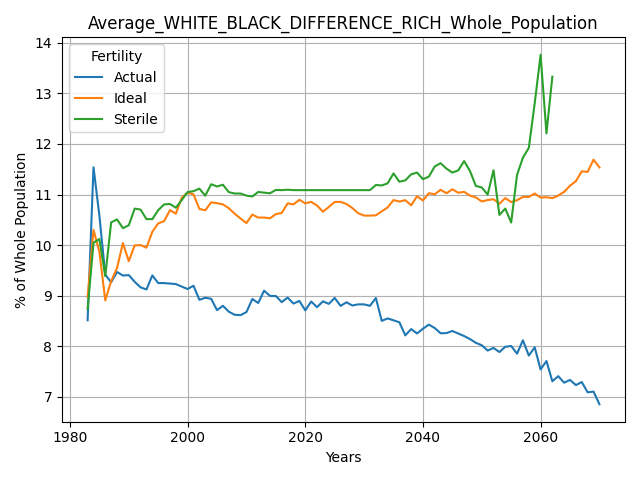 Average_WHITE_BLACK_DIFFERENCE_RICH_Whole_Population
Fertility
Actual
Ideal
Sterile
% of Whole Population
14
13
12
11
10
9
8
7
1980
2000
2020
2040
2060
Years